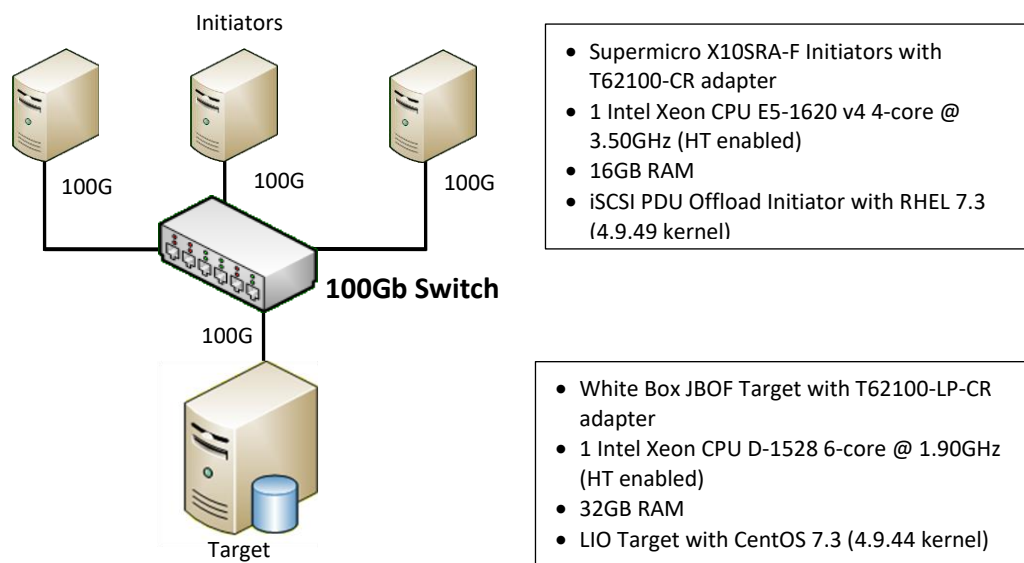 Initiators
100G
100G
100G
100Gb Switch
100G
Target
• Supermicro X10SRA-F Initiators with
T62100-CR adapter
• 1 Intel Xeon CPU E5-1620 v4 4-core @
3.50GHz (HT enabled)
• 16GB RAM
• iSCSI PDU Offload Initiator with RHEL 7.3
(4.9.49 kernel)
• White Box JBOF Target with T62100-LP-CR
adapter
• 1 Intel Xeon CPU D-1528 6-core @ 1.90GHz
(HT enabled)
• 32GB RAM
• LIO Target with CentOS 7.3 (4.9.44 kernel)